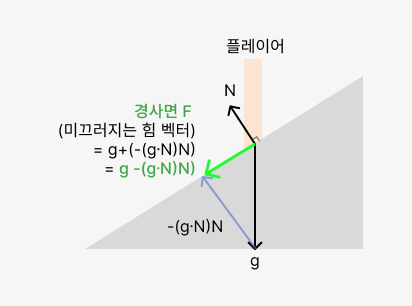 플레이어
N
경사면 F
(미끄러지는 힘 벡터)
= g+(-(g·N)N)
= g -(g·N)N)
-(g·N)N
g